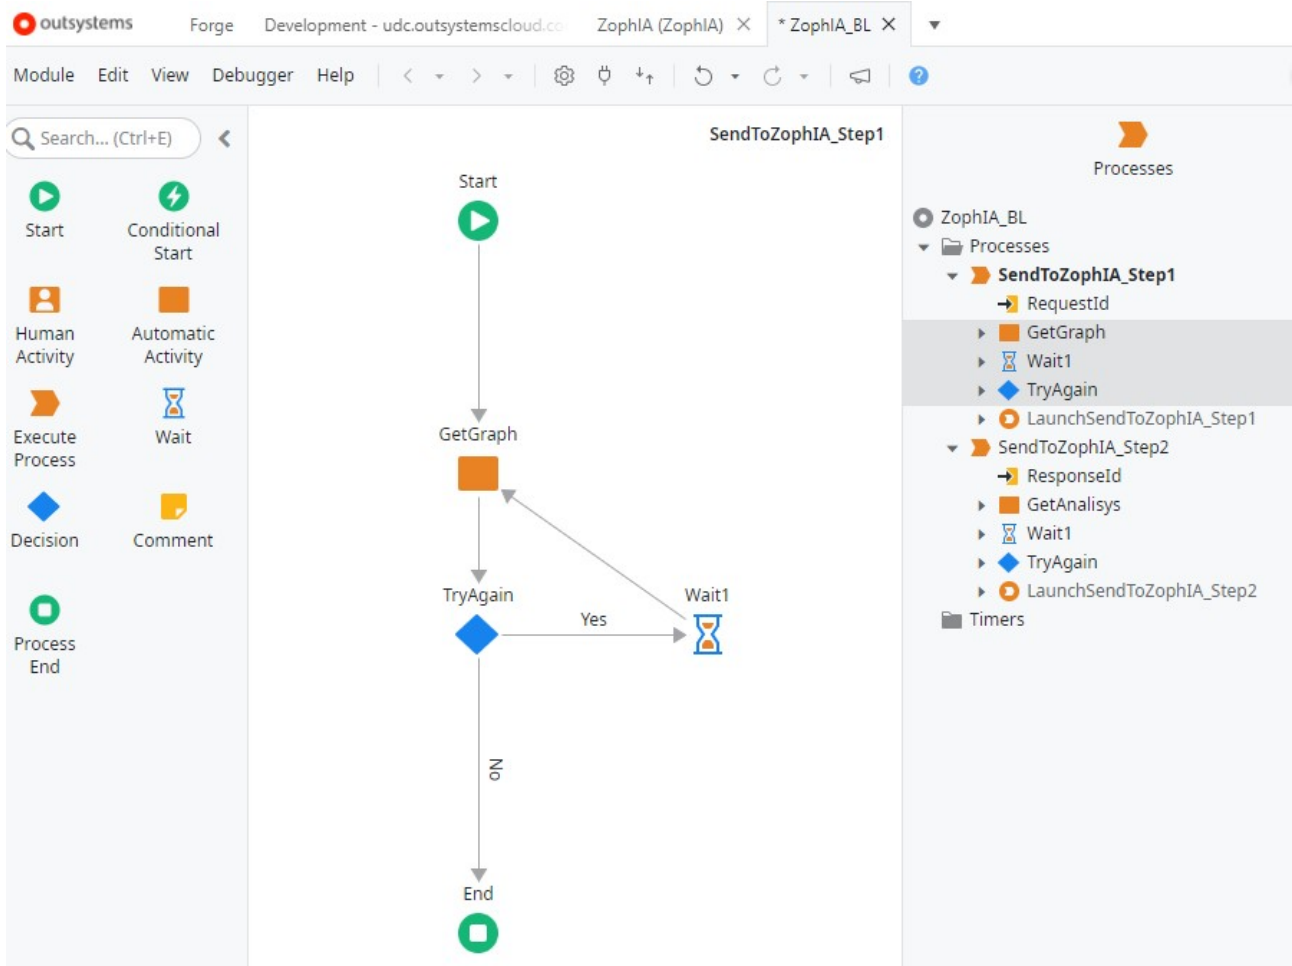 outsystems Forge Development - udc.outsystemscloud.co ZophIA (ZophIA) * ZophIA_BL
Module Edit View Debugger Help
Search... (Ctrl+E)
Start
Conditional
Start
Human
Activity
Automatic
Activity
Execute
Process
Wait
Decision
Comment
Process
End
SendToZophIA_Step1
Start
GetGraph
TryAgain
Yes
Wait1
No
End
Processes
ZophIA_BL
Processes
SendToZophIA_Step1
RequestId
GetGraph
Wait1
TryAgain
LaunchSendToZophIA_Step1
SendToZophIA_Step2
ResponseId
GetAnalisys
Wait1
TryAgain
LaunchSendToZophIA_Step2
Timers